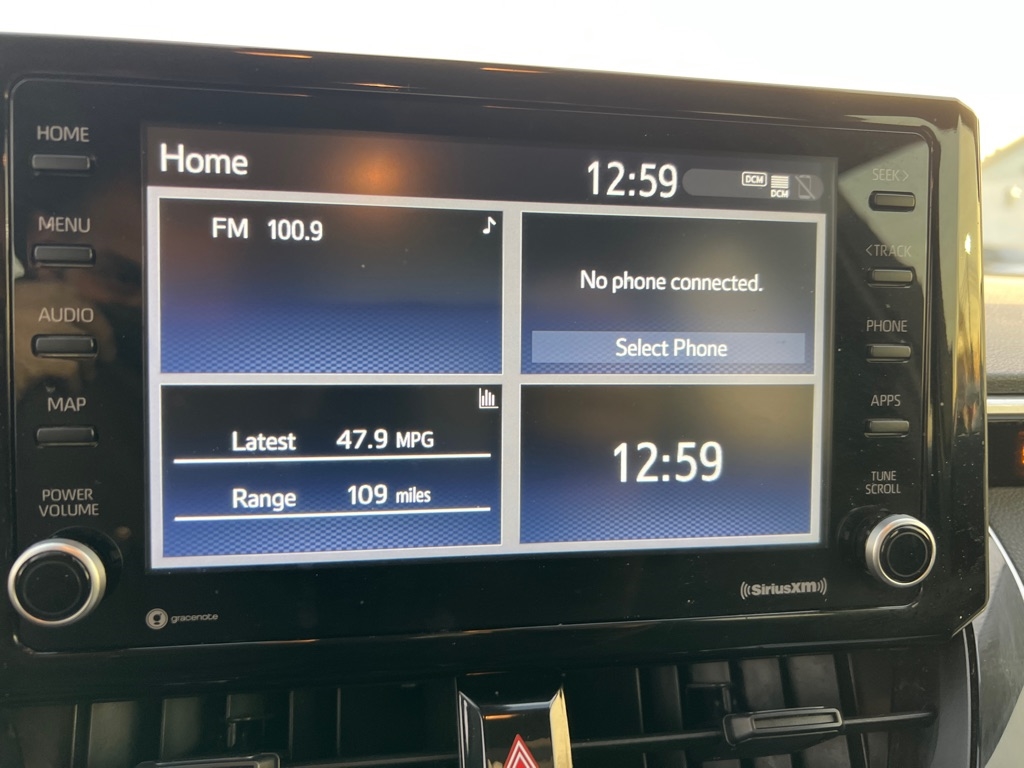 HOME
MENU
AUDIO
MAP
POWER
VOLUME
gracenote
Home
12:59
DCM
DCM
FM 100.9
No phone connected.
Select Phone
Latest 47.9 MPG
Range 109 miles
12:59
SEEK >
< TRACK
PHONE
APPS
TUNE
SCROLL
((SiriusXM))